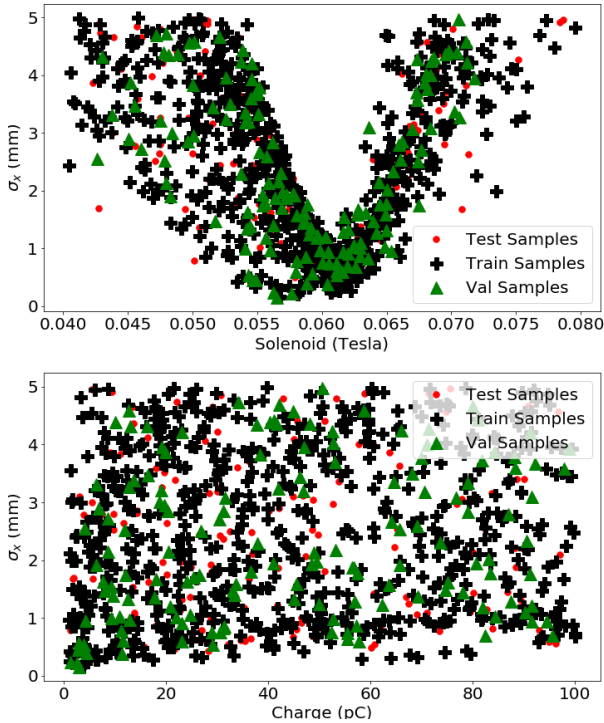 5
4
3
2
1
0
σx (mm)
Test Samples
Train Samples
Val Samples
0.040 0.045 0.050 0.055 0.060 0.065 0.070 0.075 0.080
Solenoid (Tesla)
5
4
3
2
1
0
σx (mm)
Test Samples
Train Samples
Val Samples
0 20 40 60 80 100
Charge (pC)